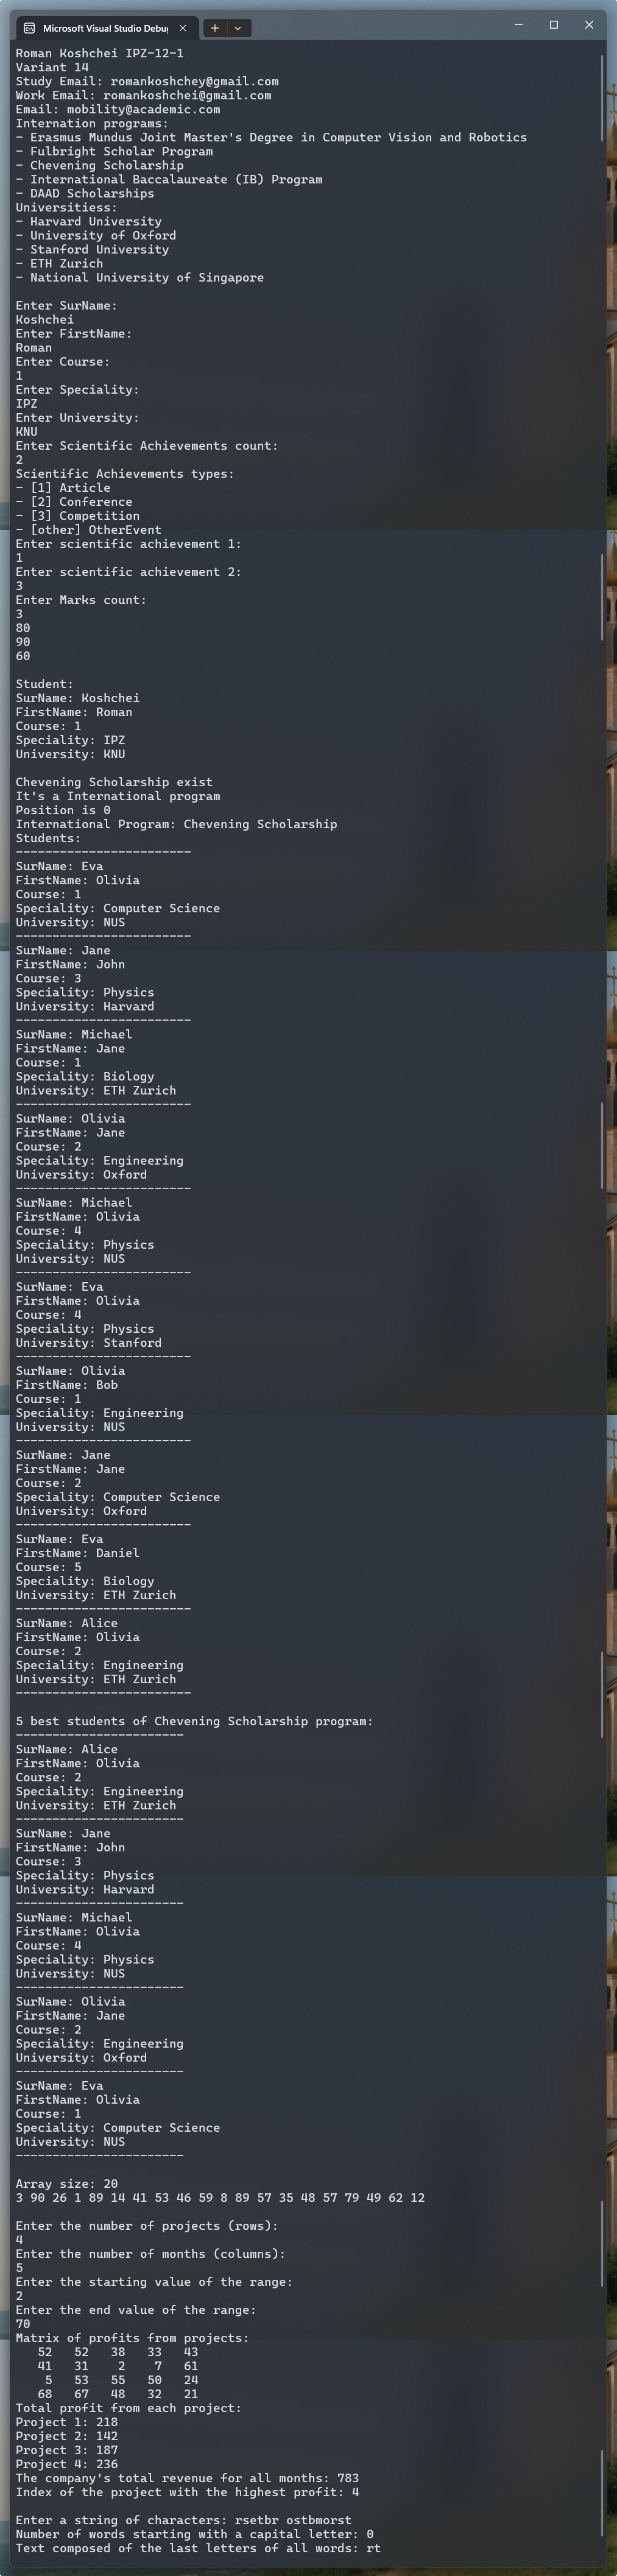 Microsoft Visual Studio Debu
Roman Koshchei IPZ-12-1
Variant 14
Study Email: romankoshchey@gmail.com
Work Email: romankoshchei@gmail.com
Email: mobility@academic.com
Internation programs:
- Erasmus Mundus Joint Master's Degree in Computer Vision and Robotics
- Fulbright Scholar Program
- Chevening Scholarship
- International Baccalaureate (IB) Program
- DAAD Scholarships
Universitiess:
- Harvard University
- University of Oxford
- Stanford University
- ETH Zurich
- National University of Singapore
Enter SurName:
Koshchei
Enter FirstName:
Roman
Enter Course:
1
Enter Speciality:
IPZ
Enter University:
KNU
Enter Scientific Achievements count:
2
Scientific Achievements types:
- [1] Article
- [2] Conference
- [3] Competition
- [other] OtherEvent
Enter scientific achievement 1:
1
Enter scientific achievement 2:
3
Enter Marks count:
3
80
90
60
Student:
SurName: Koshchei
FirstName: Roman
Course: 1
Speciality: IPZ
University: KNU
Chevening Scholarship exist
It's a International program
Position is 0
International Program: Chevening Scholarship
Students:
------------------------
SurName: Eva
FirstName: Olivia
Course: 1
Speciality: Computer Science
University: NUS
------------------------
SurName: Jane
FirstName: John
Course: 3
Speciality: Physics
University: Harvard
------------------------
SurName: Michael
FirstName: Jane
Course: 1
Speciality: Biology
University: ETH Zurich
------------------------
SurName: Olivia
FirstName: Jane
Course: 2
Speciality: Engineering
University: Oxford
------------------------
SurName: Michael
FirstName: Olivia
Course: 4
Speciality: Physics
University: NUS
------------------------
SurName: Eva
FirstName: Olivia
Course: 4
Speciality: Physics
University: Stanford
------------------------
SurName: Olivia
FirstName: Bob
Course: 1
Speciality: Engineering
University: NUS
------------------------
SurName: Jane
FirstName: Jane
Course: 2
Speciality: Computer Science
University: Oxford
------------------------
SurName: Eva
FirstName: Daniel
Course: 5
Speciality: Biology
University: ETH Zurich
------------------------
SurName: Alice
FirstName: Olivia
Course: 2
Speciality: Engineering
University: ETH Zurich
------------------------
5 best students of Chevening Scholarship program:
-----------------------
SurName: Alice
FirstName: Olivia
Course: 2
Speciality: Engineering
University: ETH Zurich
-----------------------
SurName: Jane
FirstName: John
Course: 3
Speciality: Physics
University: Harvard
-----------------------
SurName: Michael
FirstName: Olivia
Course: 4
Speciality: Physics
University: NUS
-----------------------
SurName: Olivia
FirstName: Jane
Course: 2
Speciality: Engineering
University: Oxford
-----------------------
SurName: Eva
FirstName: Olivia
Course: 1
Speciality: Computer Science
University: NUS
-----------------------
Array size: 20
3 90 26 1 89 14 41 53 46 59 8 89 57 35 48 57 79 49 62 12
Enter the number of projects (rows):
4
Enter the number of months (columns):
5
Enter the starting value of the range:
2
Enter the end value of the range:
70
Matrix of profits from projects:
52 52 38 33 43
41 31 2 7 61
5 53 55 50 24
68 67 48 32 21
Total profit from each project:
Project 1: 218
Project 2: 142
Project 3: 187
Project 4: 236
The company's total revenue for all months: 783
Index of the project with the highest profit: 4
Enter a string of characters: rsetbr ostbmorst
Number of words starting with a capital letter: 0
Text composed of the last letters of all words: rt